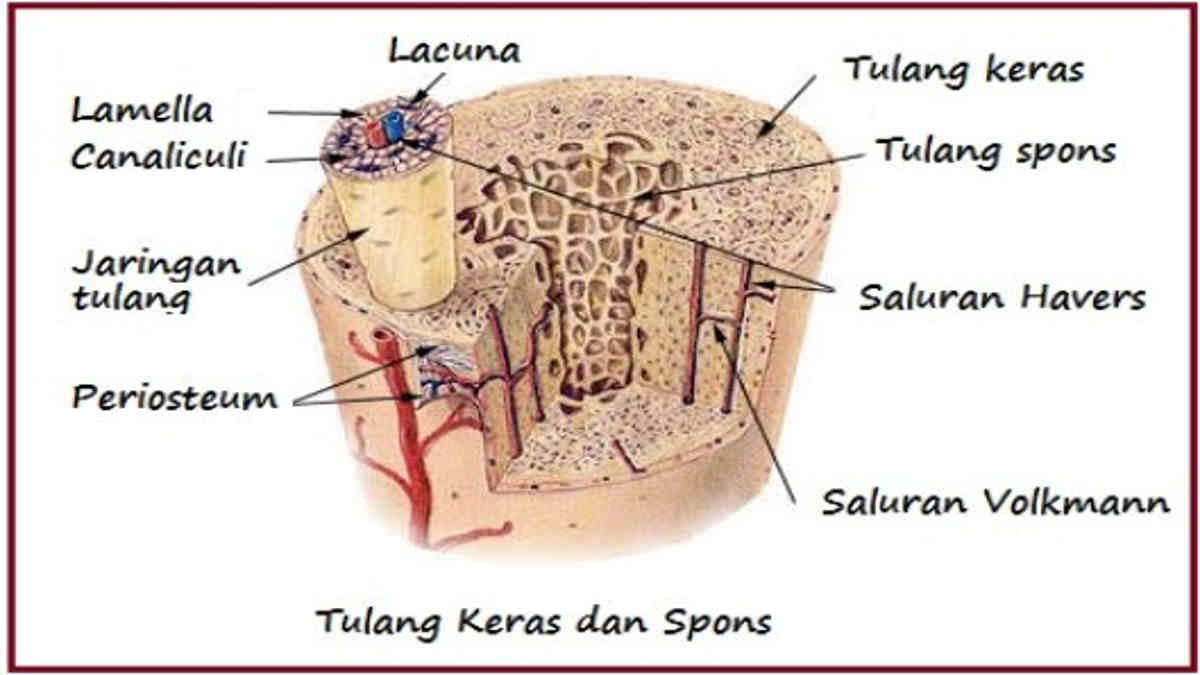 Lacuna
Lamella
Canaliculi
Jaringan
tulang
Periosteum
Tulang keras
Tulang spons
Saluran Havers
Saluran Volkmann
Tulang Keras dan Spons